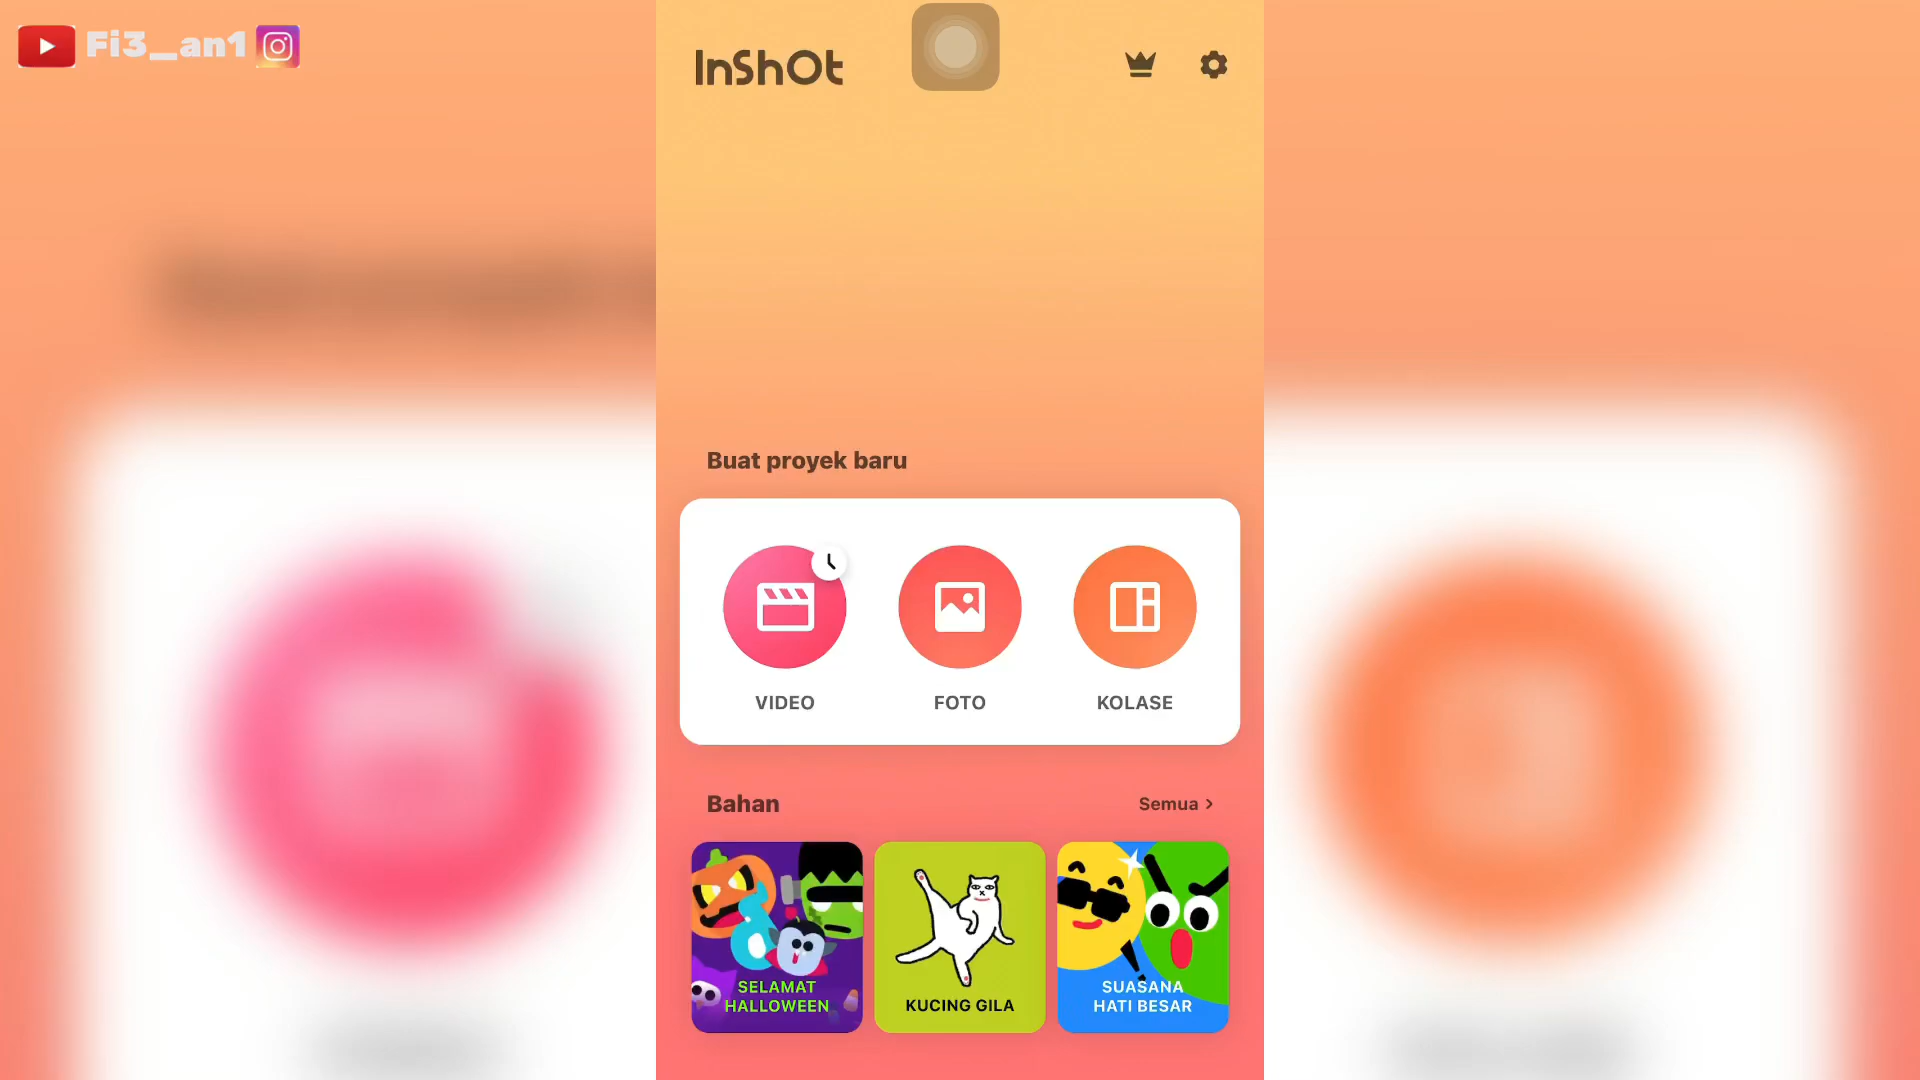 Fi3_an1
InShOt
Buat proyek baru
VIDEO
FOTO
KOLASE
Bahan
Semua >
SELAMAT
HALLOWEEN
KUCING GILA
SUASANA
HATI BESAR